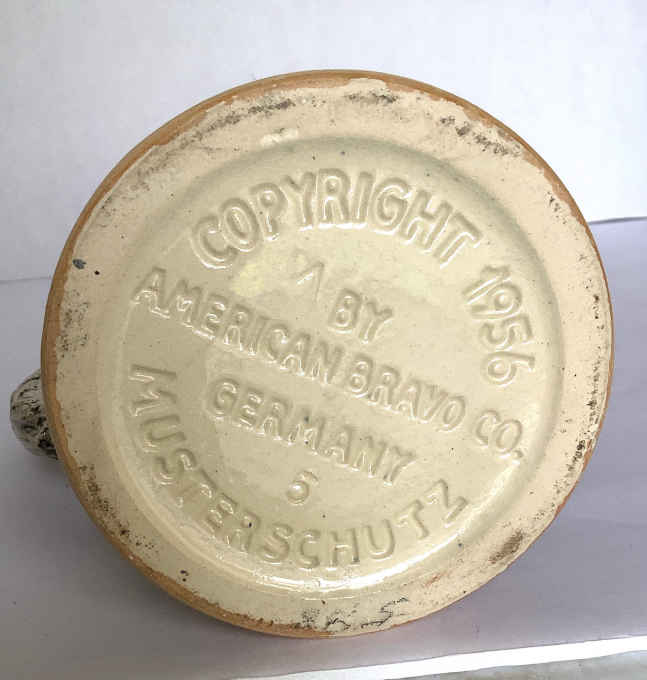 COPYRIGHT 1956
BY
AMERICAN BRAVO CO.
GERMANY
5
MUSTERSCHUTZ